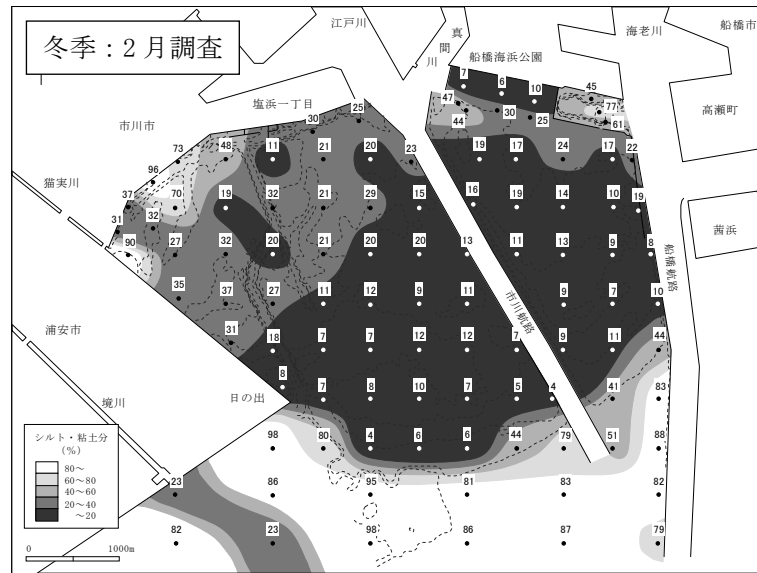 冬季：2月調査
江戸川
真間川
海老川
船橋市
船橋海浜公園
7 6 10 45
高瀬町
47 77
塩浜一丁目
25 44 30 25 61
市川市
30
73 48 11 21 20 23 19 17 24 17 22
猫実川
96
37 70 19 32 21 29 15 16 19 14 10 19
31 32
茜浜
90 27 32 20 21 20 20 13 11 13 9 8
船橋航路
35 37 27 11 12 9 11 9 7 10
市川航路
浦安市
31 18 7 7 12 12 7 9 11 44
境川
日の出
8 7 8 10 7 5 4 41 83
シルト・粘土分
(%)
80～
60～80
40～60
20～40
～20
98 80 4 6 6 44 79 51 88
23 86 95 81 83 82
82 23 98 86 87 79
0 1000m